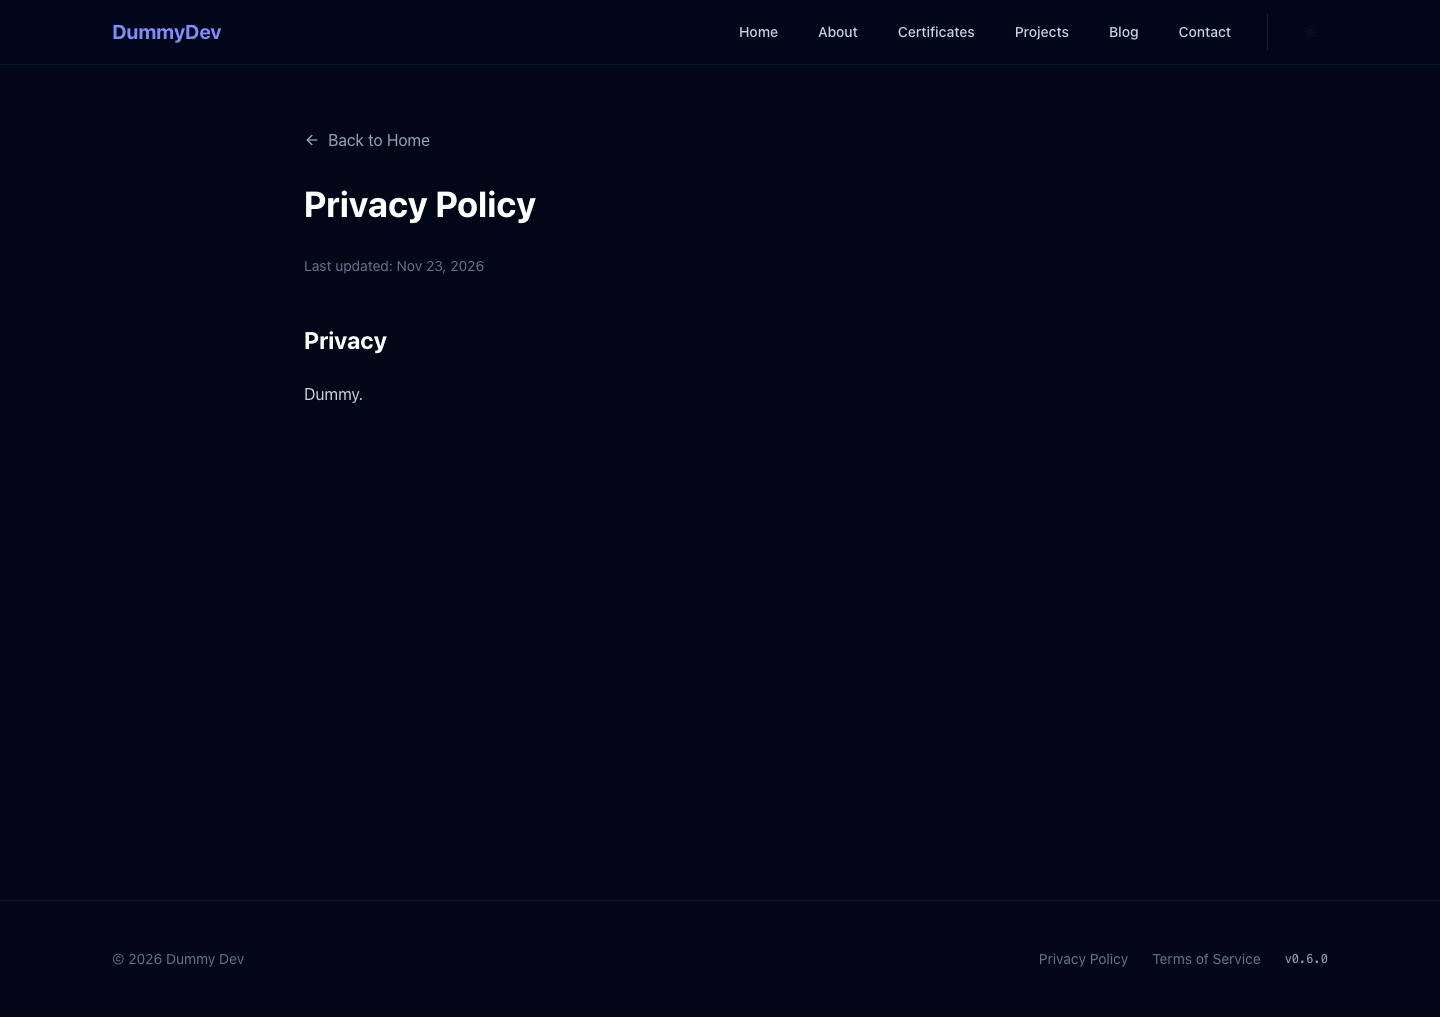 DummyDev
Home About Certificates Projects Blog Contact
Back to Home
Privacy Policy
Last updated: Nov 23, 2026
Privacy
Dummy.
© 2026 Dummy Dev
Privacy Policy Terms of Service v0.6.0